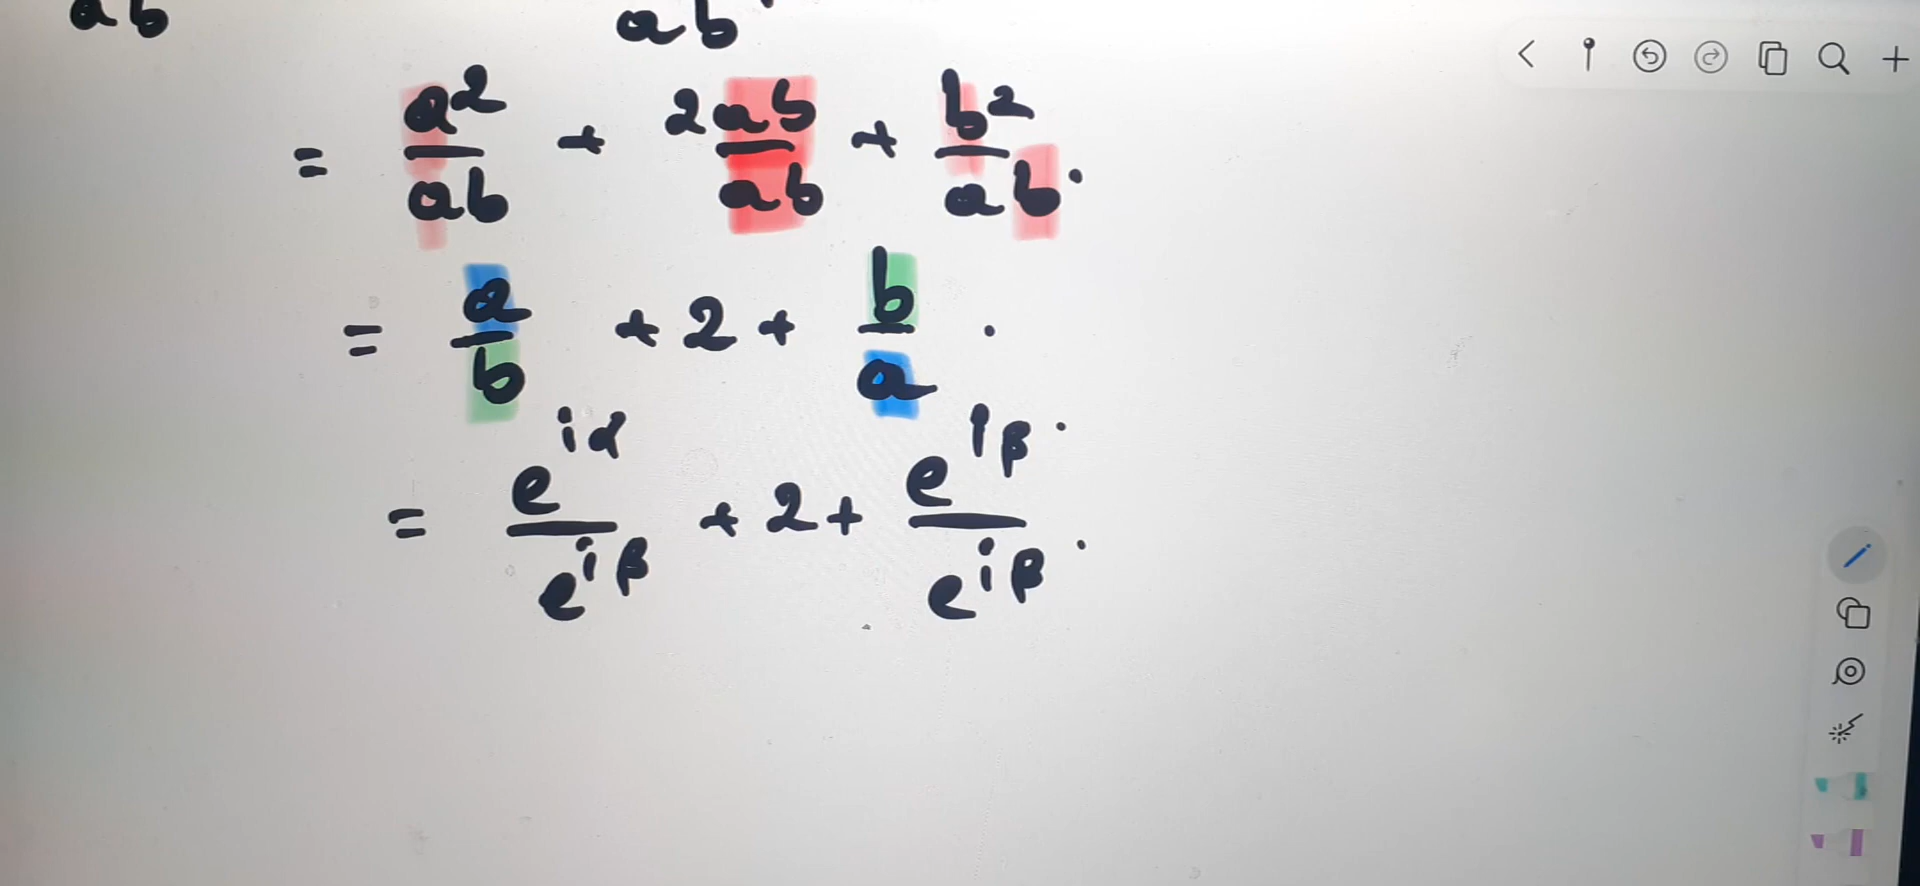 ab ab
= a²/ab + 2ab/ab + b²/ab.
= a/b + 2 + b/a .
= e^{iα}/e^{iβ} + 2 + e^{iβ}/e^{iβ}.